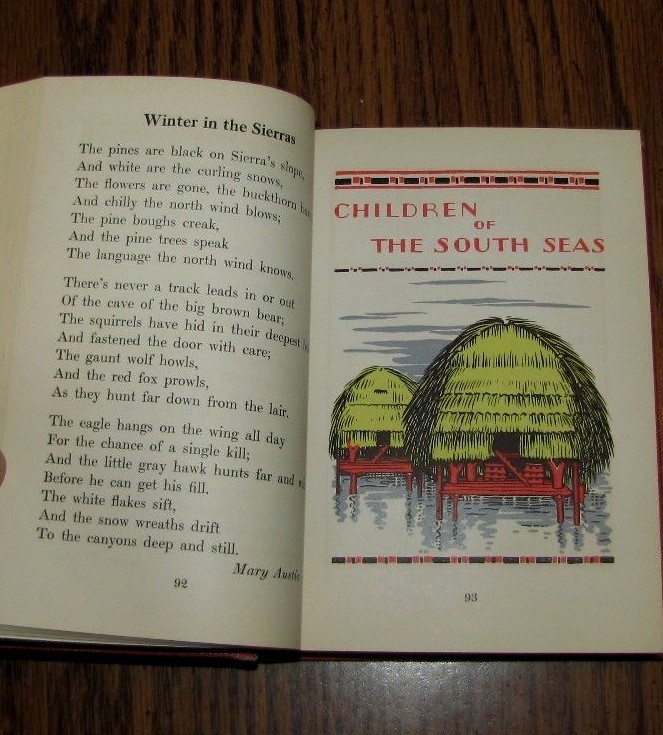 Winter in the Sierras
The pines are black on Sierra's slope,
And white are the curling snows,
The flowers are gone, the buckthorn
And chilly the north wind blows;
The pine boughs creak,
And the pine trees speak
The language the north wind knows.
There's never a track leads in or out
Of the cave of the big brown bear;
The squirrels have hid in their deepest
And fastened the door with care;
The gaunt wolf howls,
And the red fox prowls,
As they hunt far down from the lair.
The eagle hangs on the wing all day
For the chance of a single kill;
And the little gray hawk hunts far and
Before he can get his fill.
The white flakes sift,
And the snow wreaths drift
To the canyons deep and still.
Mary Austin
92
CHILDREN
OF
THE SOUTH SEAS
93